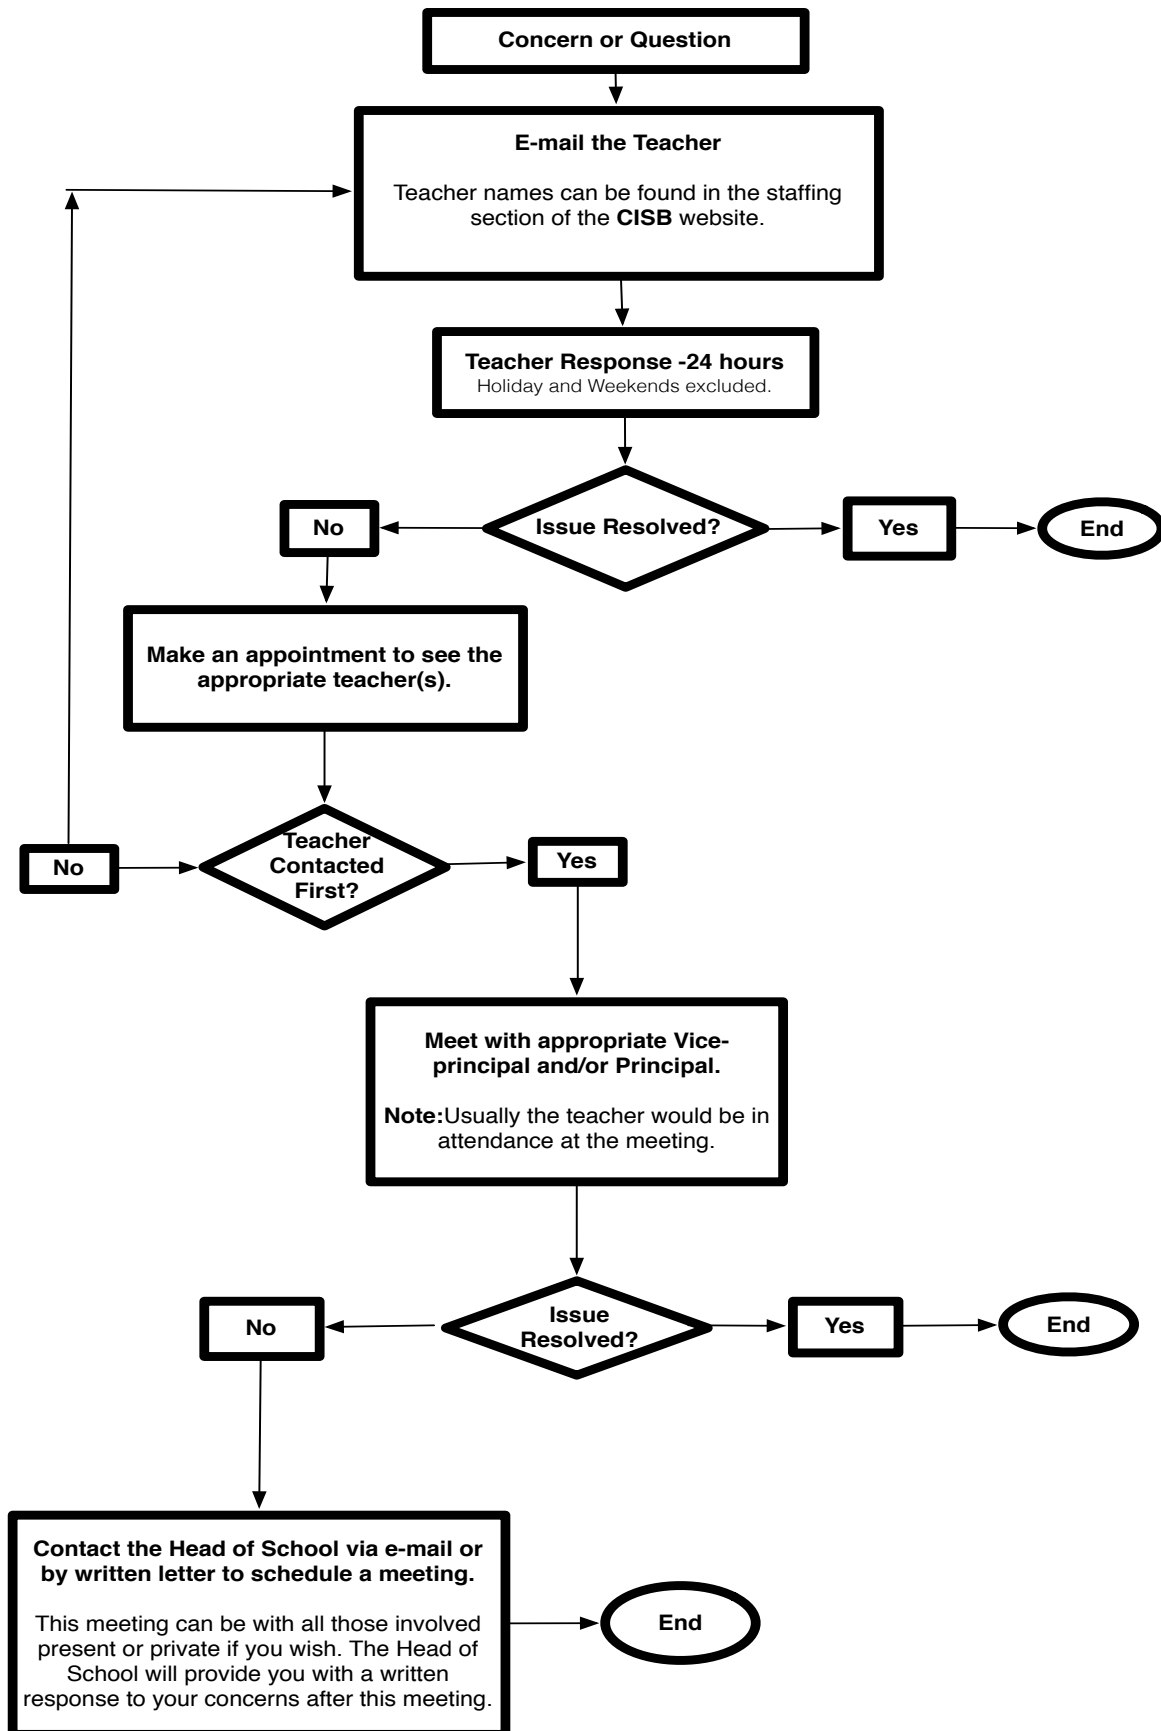 Concern or Question
E-mail the Teacher
Teacher names can be found in the staffing
section of the CISB website.
Teacher Response -24 hours
Holiday and Weekends excluded.
No
Issue Resolved?
Yes
End
Make an appointment to see the
appropriate teacher(s).
No
Teacher
Contacted
First?
Yes
Meet with appropriate Vice-
principal and/or Principal.
Note:Usually the teacher would be in
attendance at the meeting.
No
Issue
Resolved?
Yes
End
Contact the Head of School via e-mail or
by written letter to schedule a meeting.
This meeting can be with all those involved
present or private if you wish. The Head of
School will provide you with a written
response to your concerns after this meeting.
End